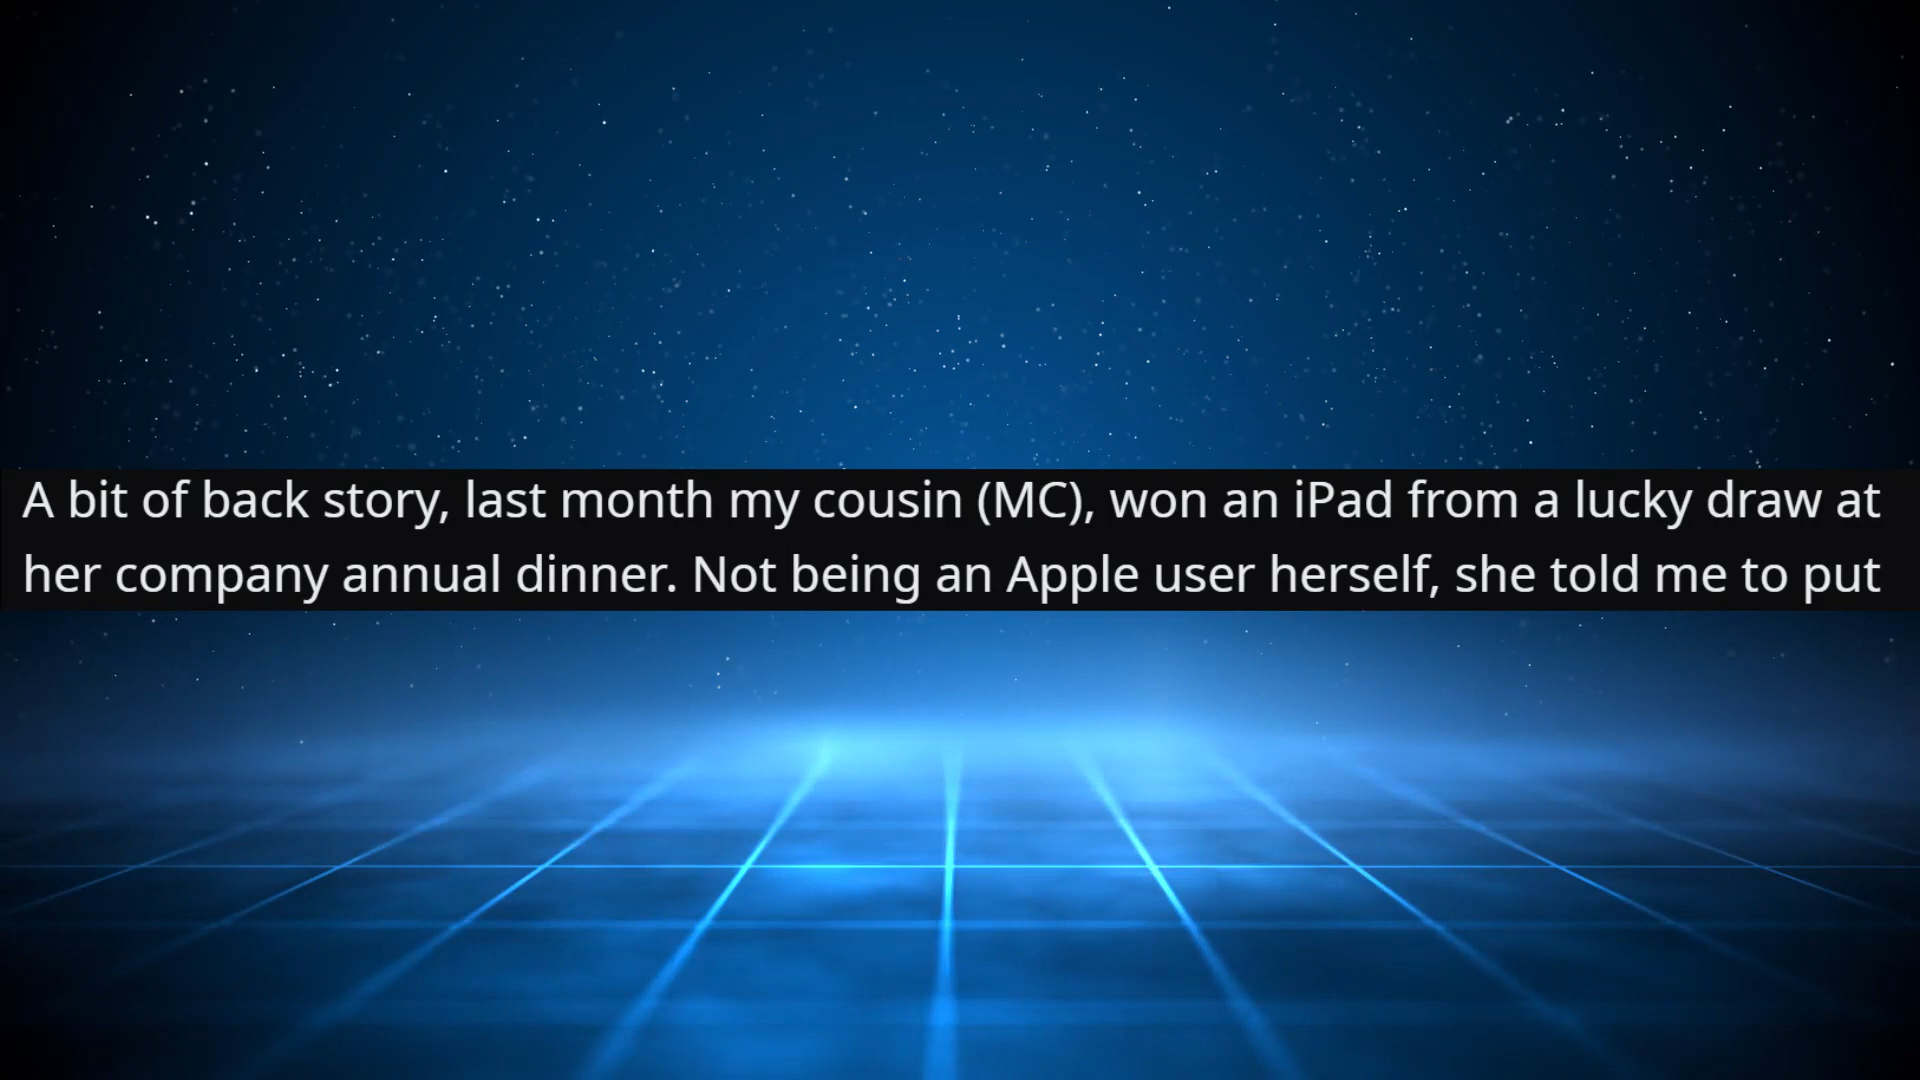 A bit of back story, last month my cousin (MC), won an iPad from a lucky draw at
her company annual dinner. Not being an Apple user herself, she told me to put